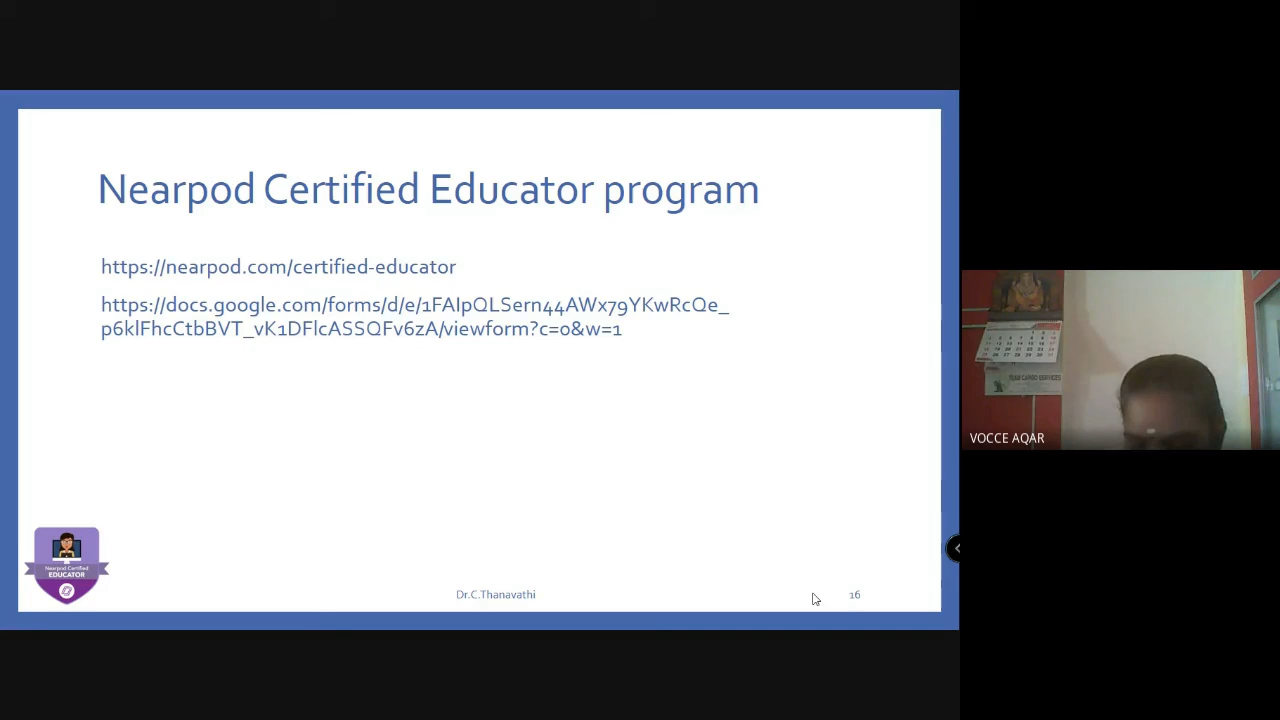 Nearpod Certified Educator program
https://nearpod.com/certified-educator
https://docs.google.com/forms/d/e/1FAIpQLSern44AWx79YKwRcQe_
p6klFhcCtbBVT_vK1DFlcASSQFv6zA/viewform?c=0&w=1
Nearpod Certified
EDUCATOR
Dr.C.Thanavathi
16
VOCCE AQAR